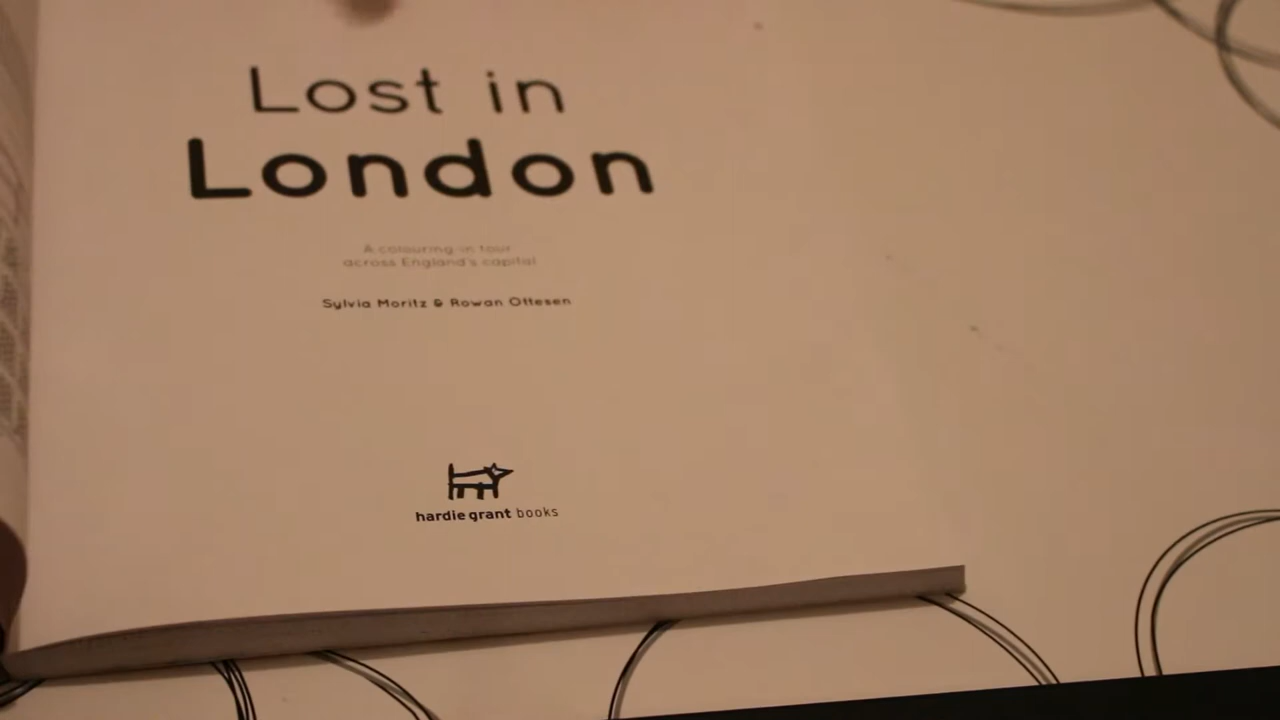 Lost in
London
A colouring-in tour
across England's capital
Sylvia Moritz & Rowan Ottesen
hardie grant books